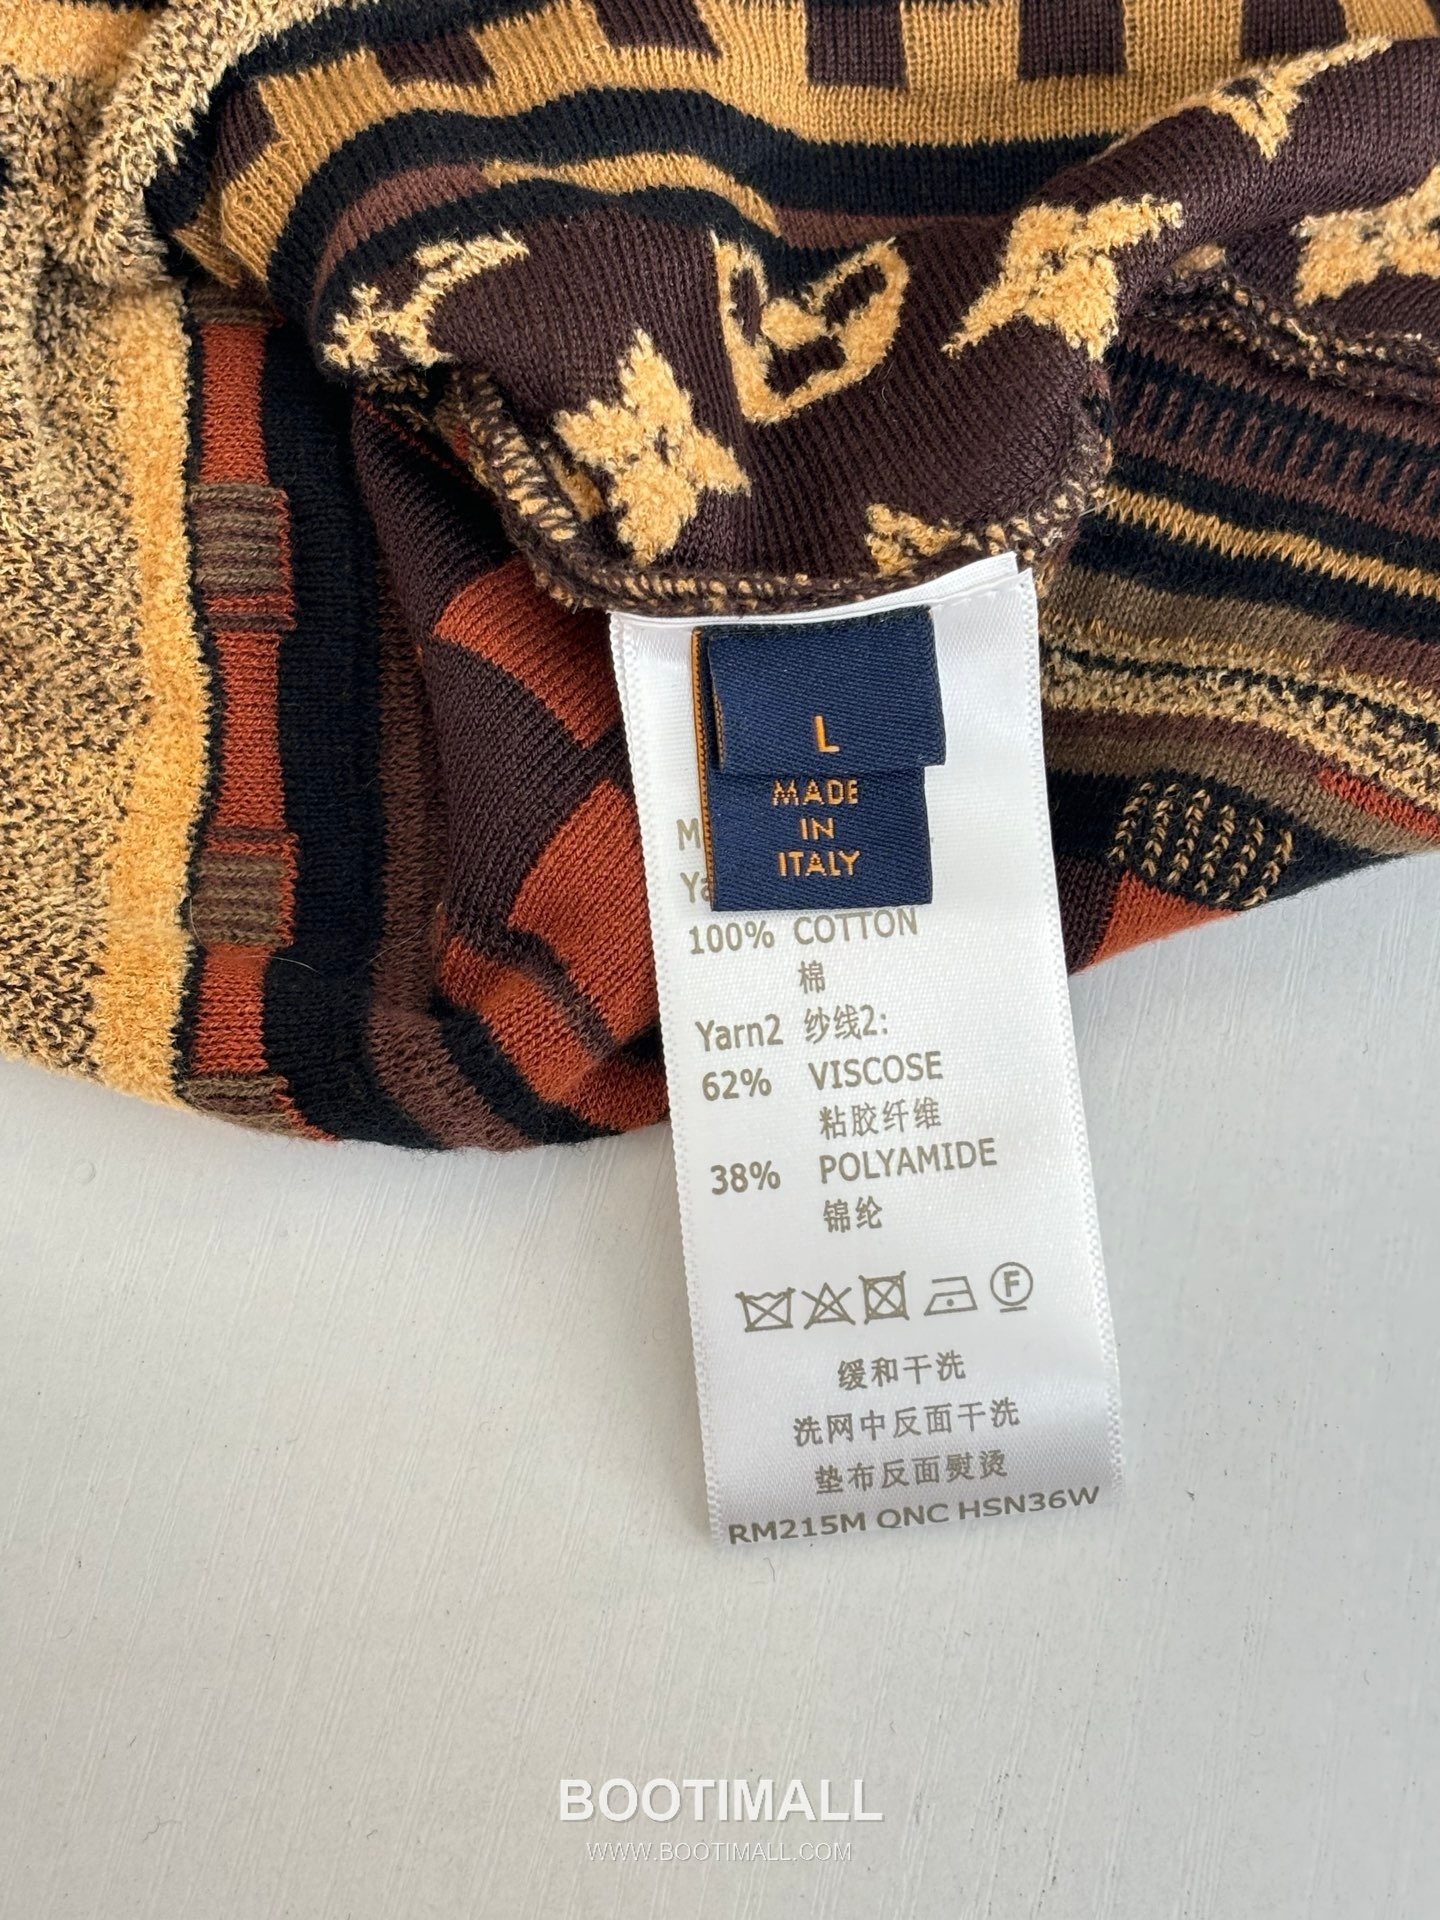 L
MADE
IN
ITALY
100% COTTON
棉
Yarn2 纱线2:
62% VISCOSE
粘胶纤维
38% POLYAMIDE
锦纶
F
缓和干洗
洗网中反面干洗
垫布反面熨烫
RM215M QNC HSN36W
BOOTIMALL
WWW.BOOTIMALL.COM